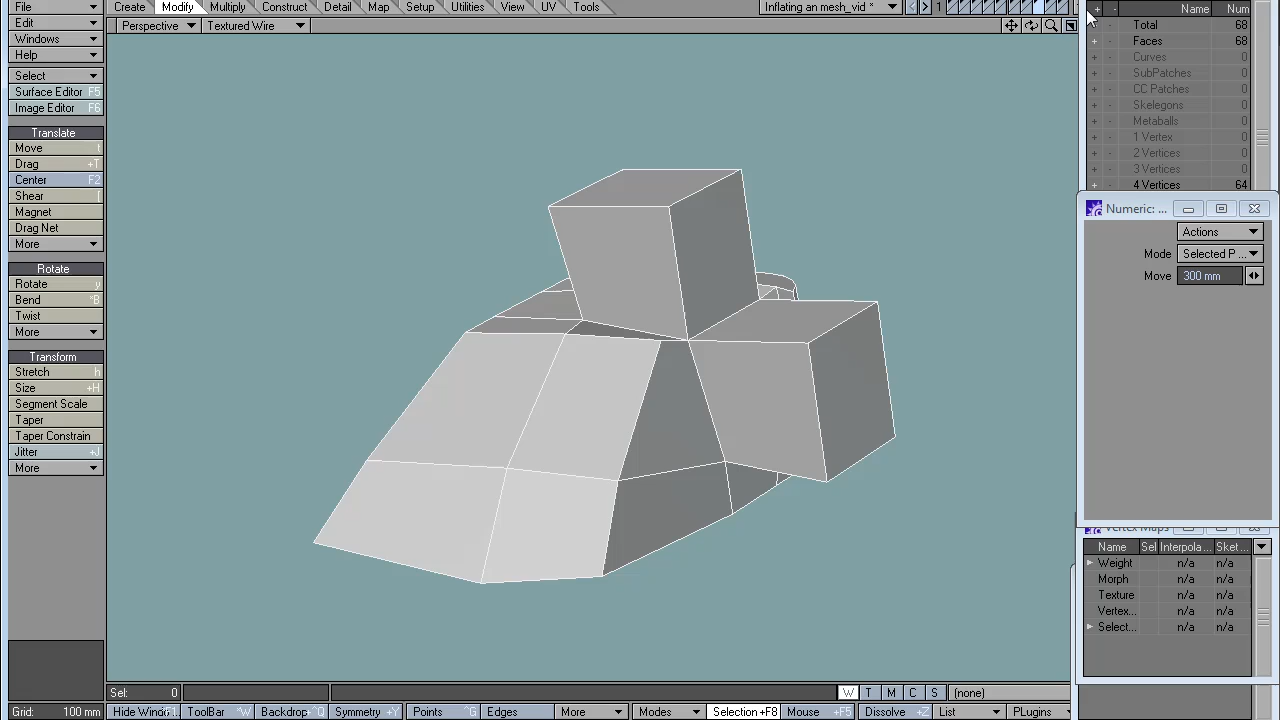 File
Edit
Windows
Help
Select
Surface Editor F5
Image Editor F6
Translate
Move t
Drag +T
Center F2
Shear [
Magnet
Drag Net
More
Rotate
Rotate y
Bend *B
Twist
More
Transform
Stretch h
Size +H
Segment Scale
Taper
Taper Constrain
Jitter +J
More
Create Modify Multiply Construct Detail Map Setup Utilities View UV Tools Inflating an mesh_vid * 1
Perspective Textured Wire
+ - Name Num
Total 68
+ - Faces 68
+ - Curves 0
+ - SubPatches 0
+ - CC Patches 0
+ - Skelegons 0
+ - Metaballs 0
+ - 1 Vertex 0
+ - 2 Vertices 0
+ - 3 Vertices 0
+ - 4 Vertices 64
Numeric: ...
Actions
Mode Selected P ...
Move 300 mm
Vertex Maps
Name Sel Interpola ... Sket ...
Weight n/a n/a
Morph n/a n/a
Texture n/a n/a
Vertex... n/a n/a
Select... n/a n/a
Sel: 0 W T M C S (none)
Grid: 100 mm Hide Windo ToolBar ^W Backdrop ^Q Symmetry +Y Points ^G Edges More Modes Selection +F8 Mouse +F5 Dissolve +Z List PLugins